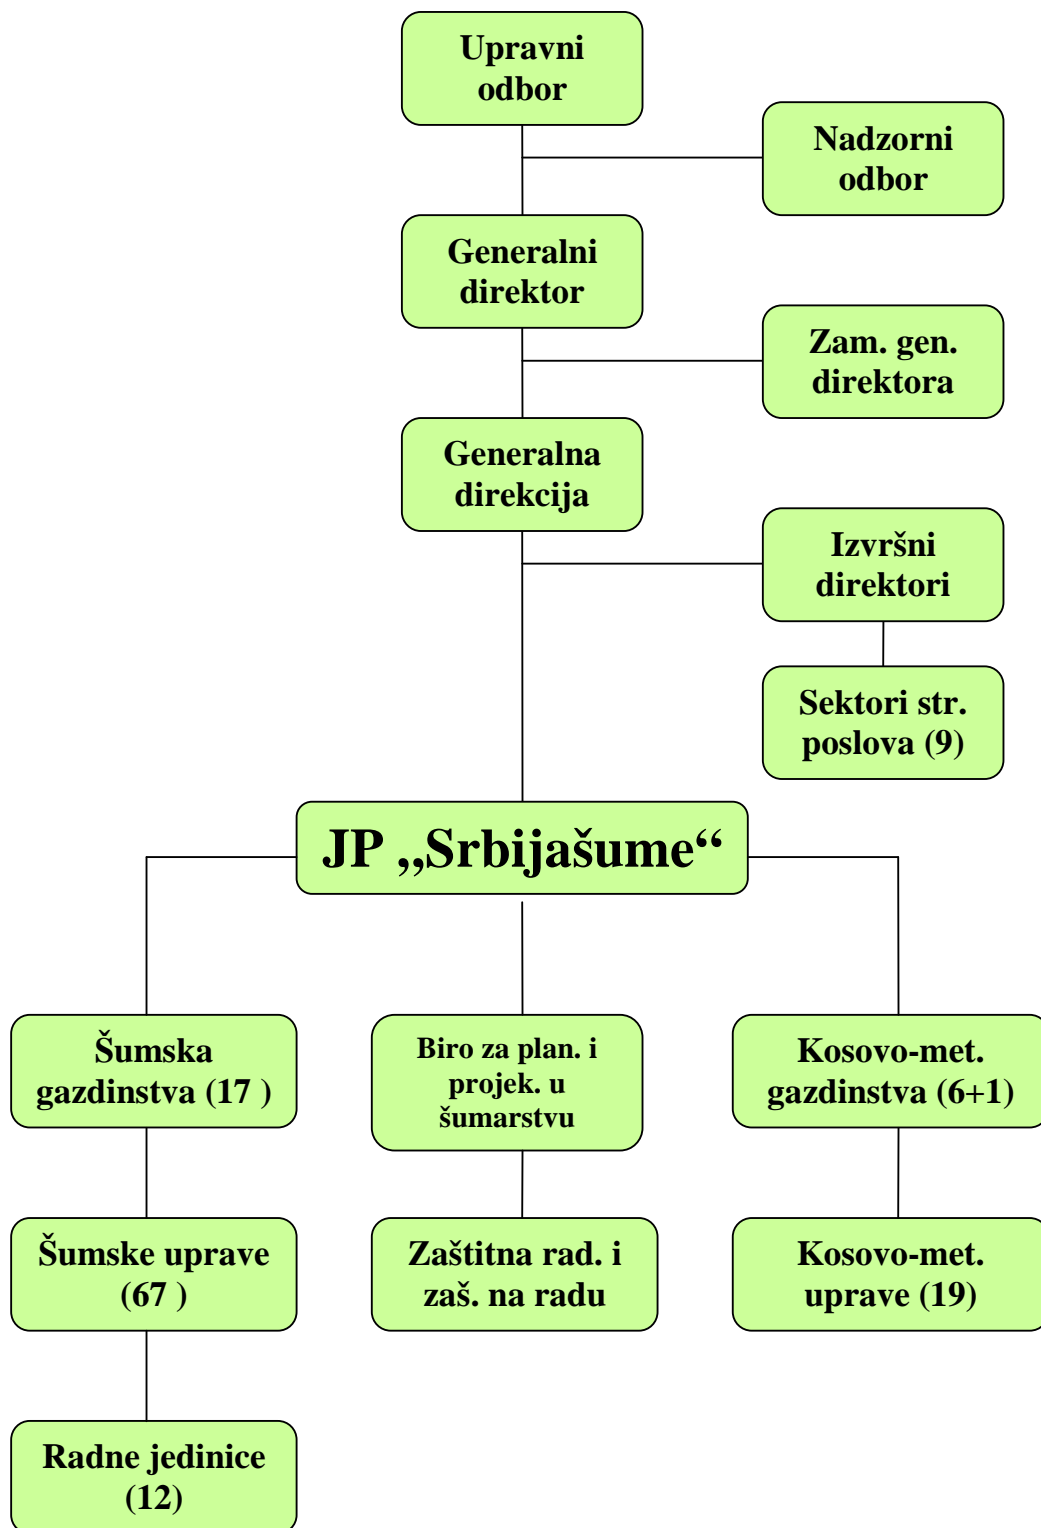 Upravni
odbor
Nadzorni
odbor
Generalni
direktor
Zam. gen.
direktora
Generalna
direkcija
Izvršni
direktori
Sektori str.
poslova (9)
JP „Srbijašume“
Šumska
gazdinstva (17 )
Biro za plan. i
projek. u
šumarstvu
Kosovo-met.
gazdinstva (6+1)
Šumske uprave
(67 )
Zaštitna rad. i
zaš. na radu
Kosovo-met.
uprave (19)
Radne jedinice
(12)